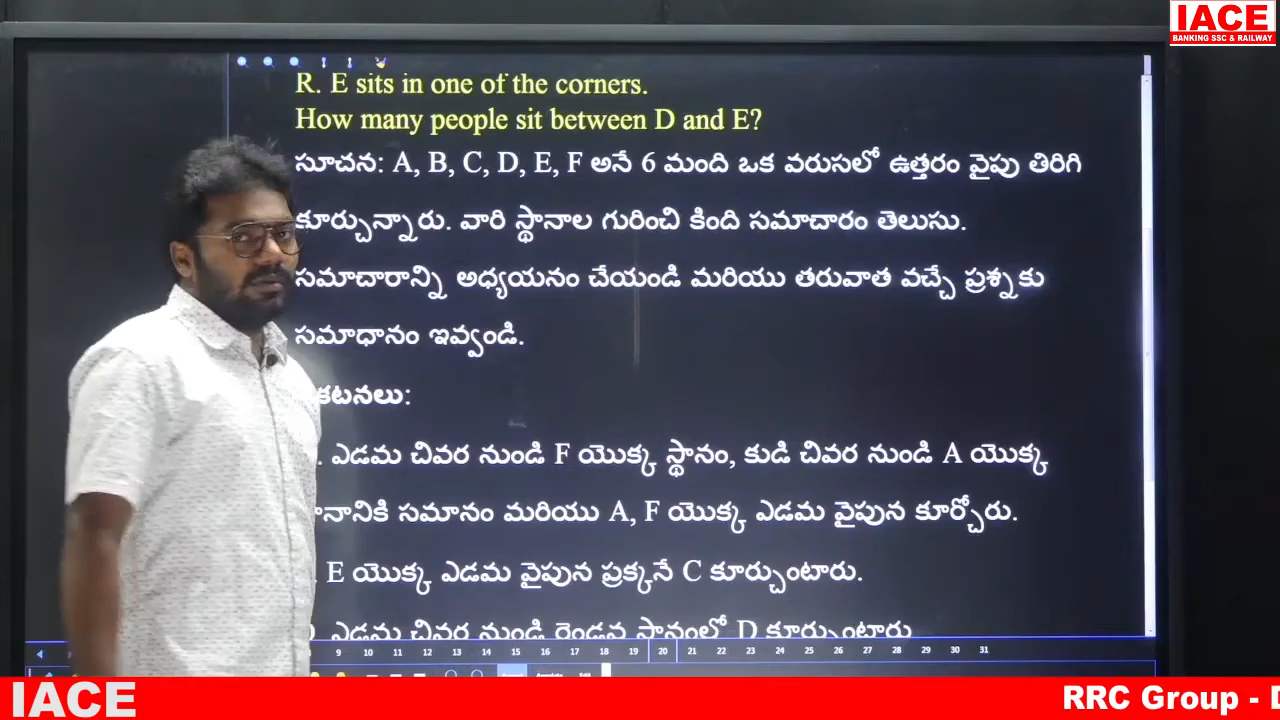 IACE
BANKING SSC & RAILWAY
R. E sits in one of the corners.
How many people sit between D and E?
సూచన: A, B, C, D, E, F అనే 6 మంది ఒక వరుసలో ఉత్తరం వైపు తిరిగి
కూర్చున్నారు. వారి స్థానాల గురించి కింది సమాచారం తెలుసు.
సమాచారాన్ని అధ్యయనం చేయండి మరియు తరువాత వచ్చే ప్రశ్నకు
సమాధానం ఇవ్వండి.
. ఎడమ చివర నుండి F యొక్క స్థానం, కుడి చివర నుండి A యొక్క
సమానం మరియు A, F యొక్క ఎడమ వైపున కూర్చోరు.
. E యొక్క ఎడమ వైపున ప్రక్కనే C కూర్చుంటారు.
ఎడమ చివర నుండి రెండవ స్థానంలో D కూర్చుంటారు
9 10 11 12 13 14 15 16 17 18 19 20 21 22 23 24 25 26 27 28 29 30 31
IACE
RRC Group - D